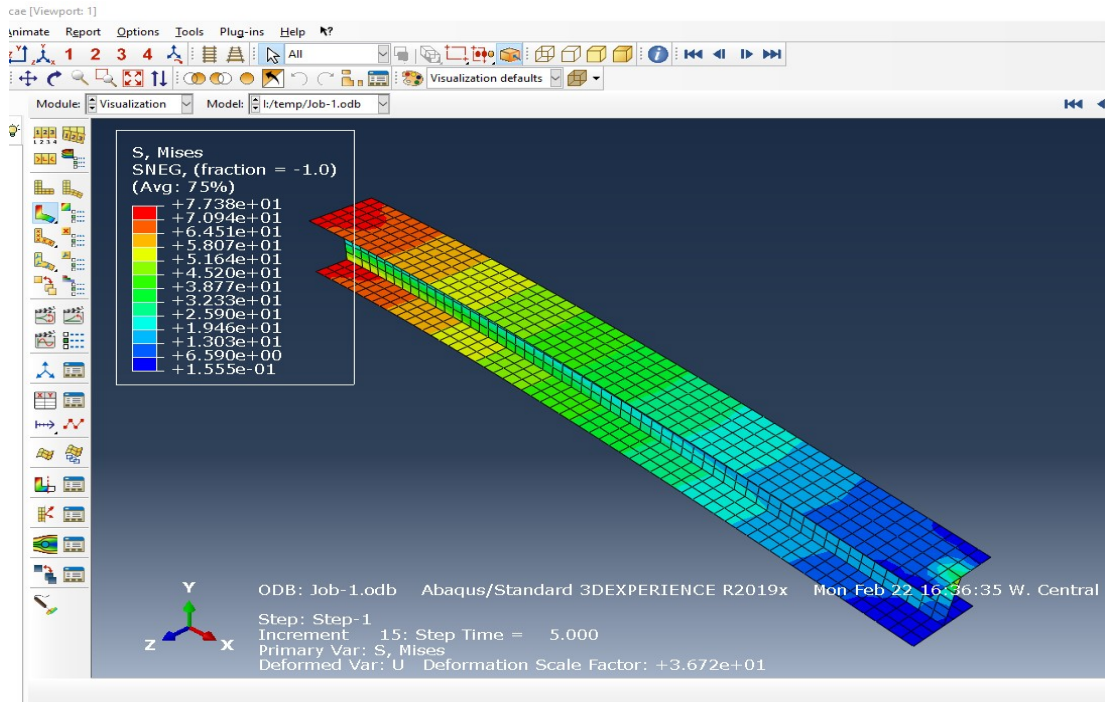 cae [Viewport: 1]
Animate Report Options Tools Plug-ins Help
1 2 3 4 All
Visualization defaults
Module: Visualization Model: I:/temp/Job-1.odb
S, Mises
SNEG, (fraction = -1.0)
(Avg: 75%)
+7.738e+01
+7.094e+01
+6.451e+01
+5.807e+01
+5.164e+01
+4.520e+01
+3.877e+01
+3.233e+01
+2.590e+01
+1.946e+01
+1.303e+01
+6.590e+00
+1.555e-01
Y
Z
X
ODB: Job-1.odb Abaqus/Standard 3DEXPERIENCE R2019x Mon Feb 22 16:36:35 W. Central
Step: Step-1
Increment 15: Step Time = 5.000
Primary Var: S, Mises
Deformed Var: U Deformation Scale Factor: +3.672e+01